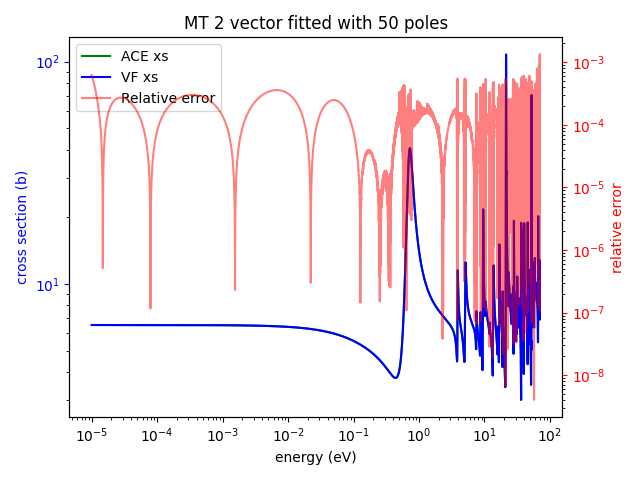 MT 2 vector fitted with 50 poles
ACE xs
VF xs
Relative error
cross section (b)
10²
10¹
relative error
10⁻³
10⁻⁴
10⁻⁵
10⁻⁶
10⁻⁷
10⁻⁸
10⁻⁵
10⁻⁴
10⁻³
10⁻²
10⁻¹
10⁰
10¹
10²
energy (eV)